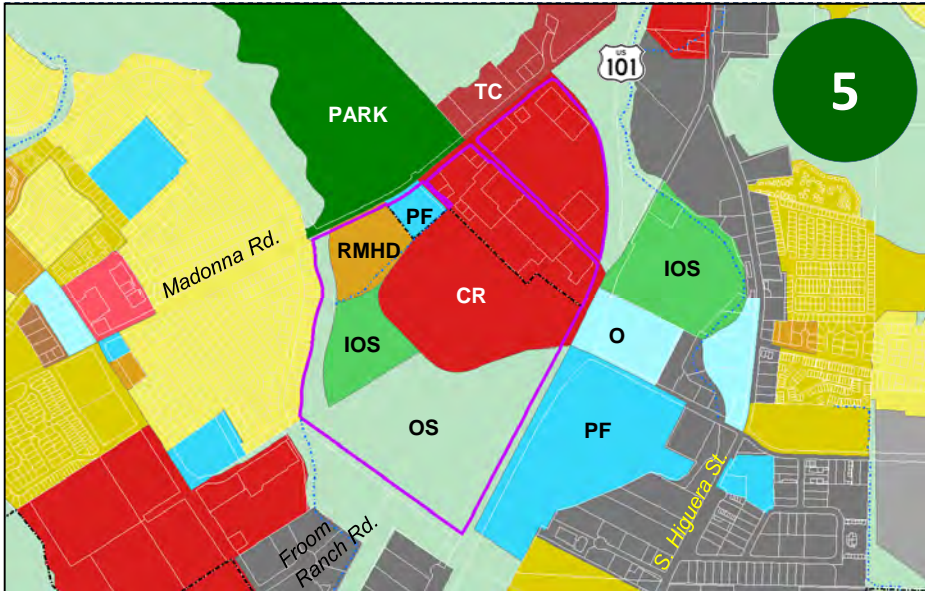 US
101
5
TC
PARK
PF
RMHD
IOS
Madonna Rd.
CR
IOS
O
OS
PF
S. Higuera St.
Froom
Ranch Rd.